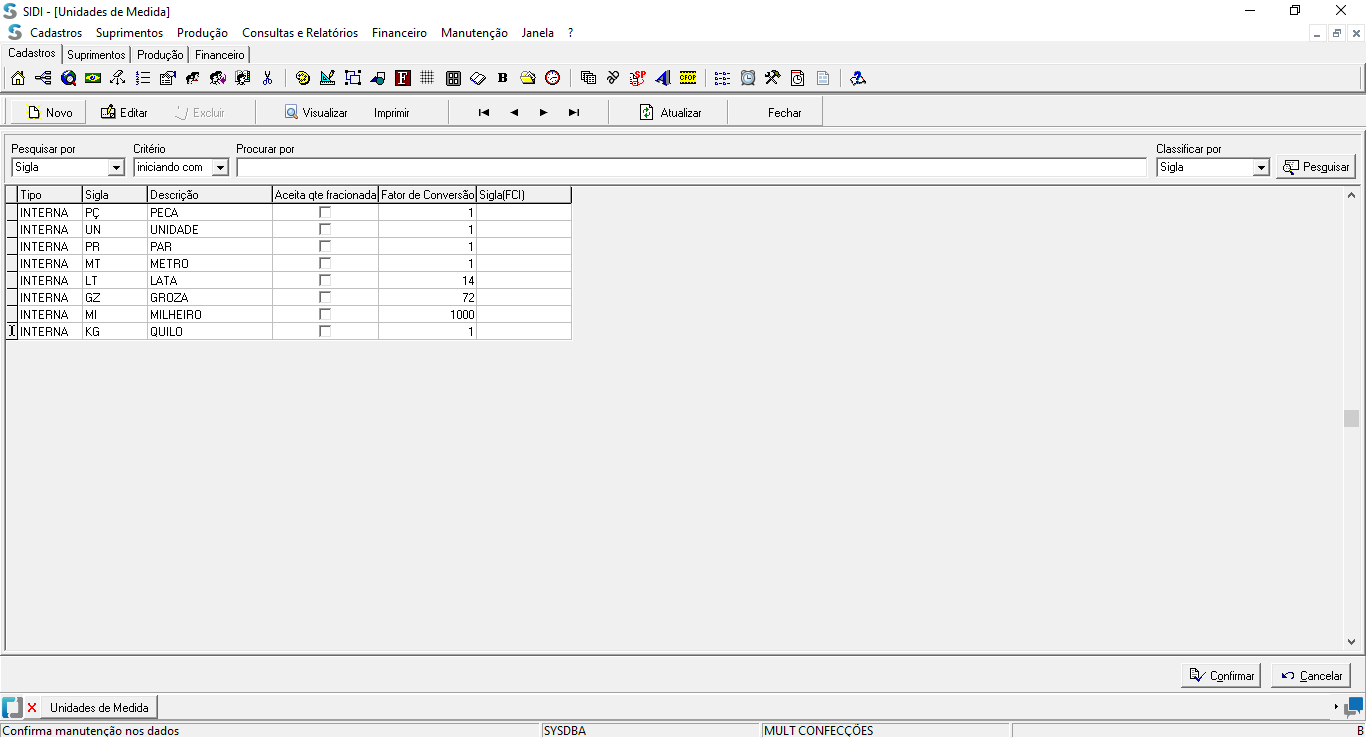 SIDI - [Unidades de Medida]
Cadastros Suprimentos Produção Consultas e Relatórios Financeiro Manutenção Janela ?
Cadastros Suprimentos Produção Financeiro
F B SP CFOP
Novo Editar Excluir Visualizar Imprimir Atualizar Fechar
Pesquisar por Critério Procurar por Classificar por
Sigla iniciando com Sigla Pesquisar
Tipo Sigla Descrição Aceita qte fracionada Fator de Conversão Sigla(FCI)
INTERNA PÇ PECA 1
INTERNA UN UNIDADE 1
INTERNA PR PAR 1
INTERNA MT METRO 1
INTERNA LT LATA 14
INTERNA GZ GROZA 72
INTERNA MI MILHEIRO 1000
INTERNA KG QUILO 1
Confirmar Cancelar
Unidades de Medida
Confirma manutenção nos dados SYSDBA MULT CONFECÇÕES B